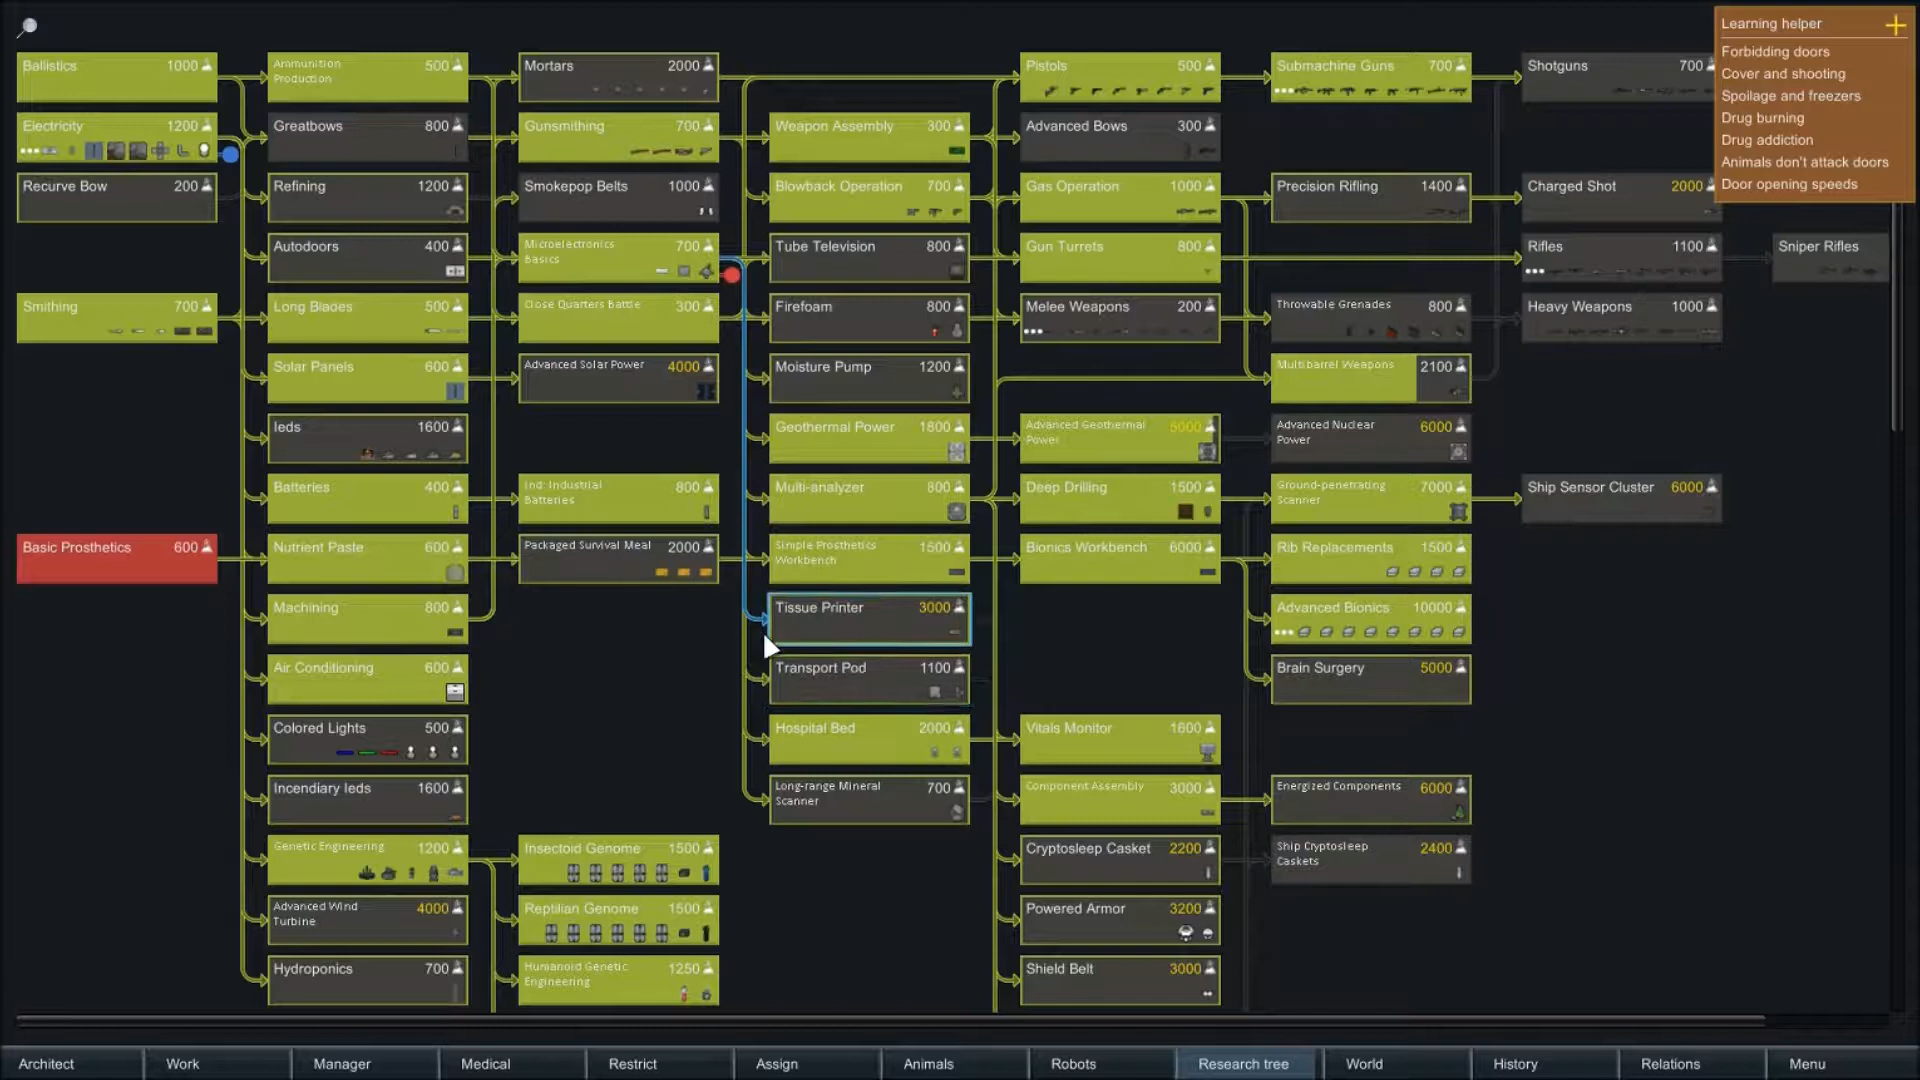 Ballistics 1000
Ammunition Production 500
Mortars 2000
Pistols 500
Submachine Guns 700
Shotguns 700
Electricity 1200
Greatbows 800
Gunsmithing 700
Weapon Assembly 300
Advanced Bows 300
Recurve Bow 200
Refining 1200
Smokepop Belts 1000
Blowback Operation 700
Gas Operation 1000
Precision Rifling 1400
Charged Shot 2000
Autodoors 400
Microelectronics Basics 700
Tube Television 800
Gun Turrets 800
Rifles 1100
Sniper Rifles
Smithing 700
Long Blades 500
Close Quarters Battle 300
Firefoam 800
Melee Weapons 200
Throwable Grenades 800
Heavy Weapons 1000
Solar Panels 600
Advanced Solar Power 4000
Moisture Pump 1200
Multibarrel Weapons 2100
Ieds 1600
Geothermal Power 1800
Advanced Geothermal Power 5000
Advanced Nuclear Power 6000
Batteries 400
Ind: Industrial Batteries 800
Multi-analyzer 800
Deep Drilling 1500
Ground-penetrating Scanner 7000
Ship Sensor Cluster 6000
Basic Prosthetics 600
Nutrient Paste 600
Packaged Survival Meal 2000
Simple Prosthetics Workbench 1500
Bionics Workbench 6000
Rib Replacements 1500
Machining 800
Tissue Printer 3000
Advanced Bionics 10000
Air Conditioning 600
Transport Pod 1100
Brain Surgery 5000
Colored Lights 500
Hospital Bed 2000
Vitals Monitor 1600
Incendiary Ieds 1600
Long-range Mineral Scanner 700
Component Assembly 3000
Energized Components 6000
Genetic Engineering 1200
Insectoid Genome 1500
Cryptosleep Casket 2200
Ship Cryptosleep Caskets 2400
Advanced Wind Turbine 4000
Reptilian Genome 1500
Powered Armor 3200
Hydroponics 700
Humanoid Genetic Engineering 1250
Shield Belt 3000
Learning helper
Forbidding doors
Cover and shooting
Spoilage and freezers
Drug burning
Drug addiction
Animals don't attack doors
Door opening speeds
Architect
Work
Manager
Medical
Restrict
Assign
Animals
Robots
Research tree
World
History
Relations
Menu